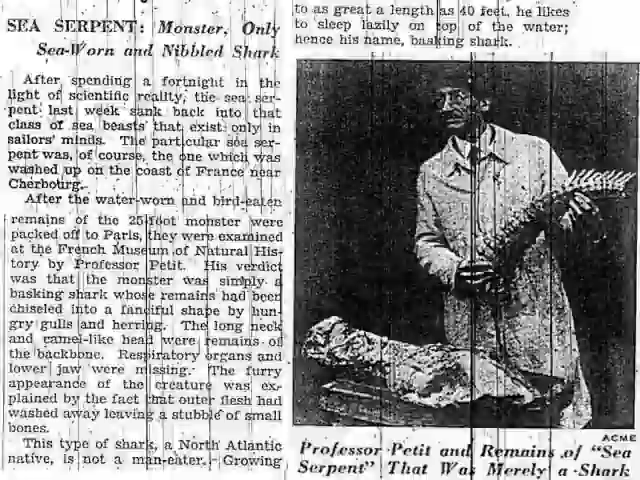 SEA SERPENT: Monster, Only
Sea-Worn and Nibbled Shark
After spending a fortnight in the
light of scientific reality, the sea ser-
pent last week sank back into that
class of sea beasts that exist only in
sailors' minds. The particular sea ser-
pent was, of course, the one which was
washed up on the coast of France near
Cherbourg.
After the water-worn and bird-eaten
remains of the 25-foot monster were
packed off to Paris, they were examined
at the French Museum of Natural His-
tory by Professor Petit. His verdict
was that the monster was simply a
basking shark whose remains had been
chiseled into a fanciful shape by hun-
gry gulls and herring. The long neck
and camel-like head were remains of
the backbone. Respiratory organs and
lower jaw were missing. The furry
appearance of the creature was ex-
plained by the fact that outer flesh had
washed away leaving a stubble of small
bones.
This type of shark, a North Atlantic
native, is not a man-eater. Growing
to as great a length as 40 feet, he likes
to sleep lazily on top of the water;
hence his name, basking shark.
ACME
Professor Petit and Remains of "Sea
Serpent" That Was Merely a Shark